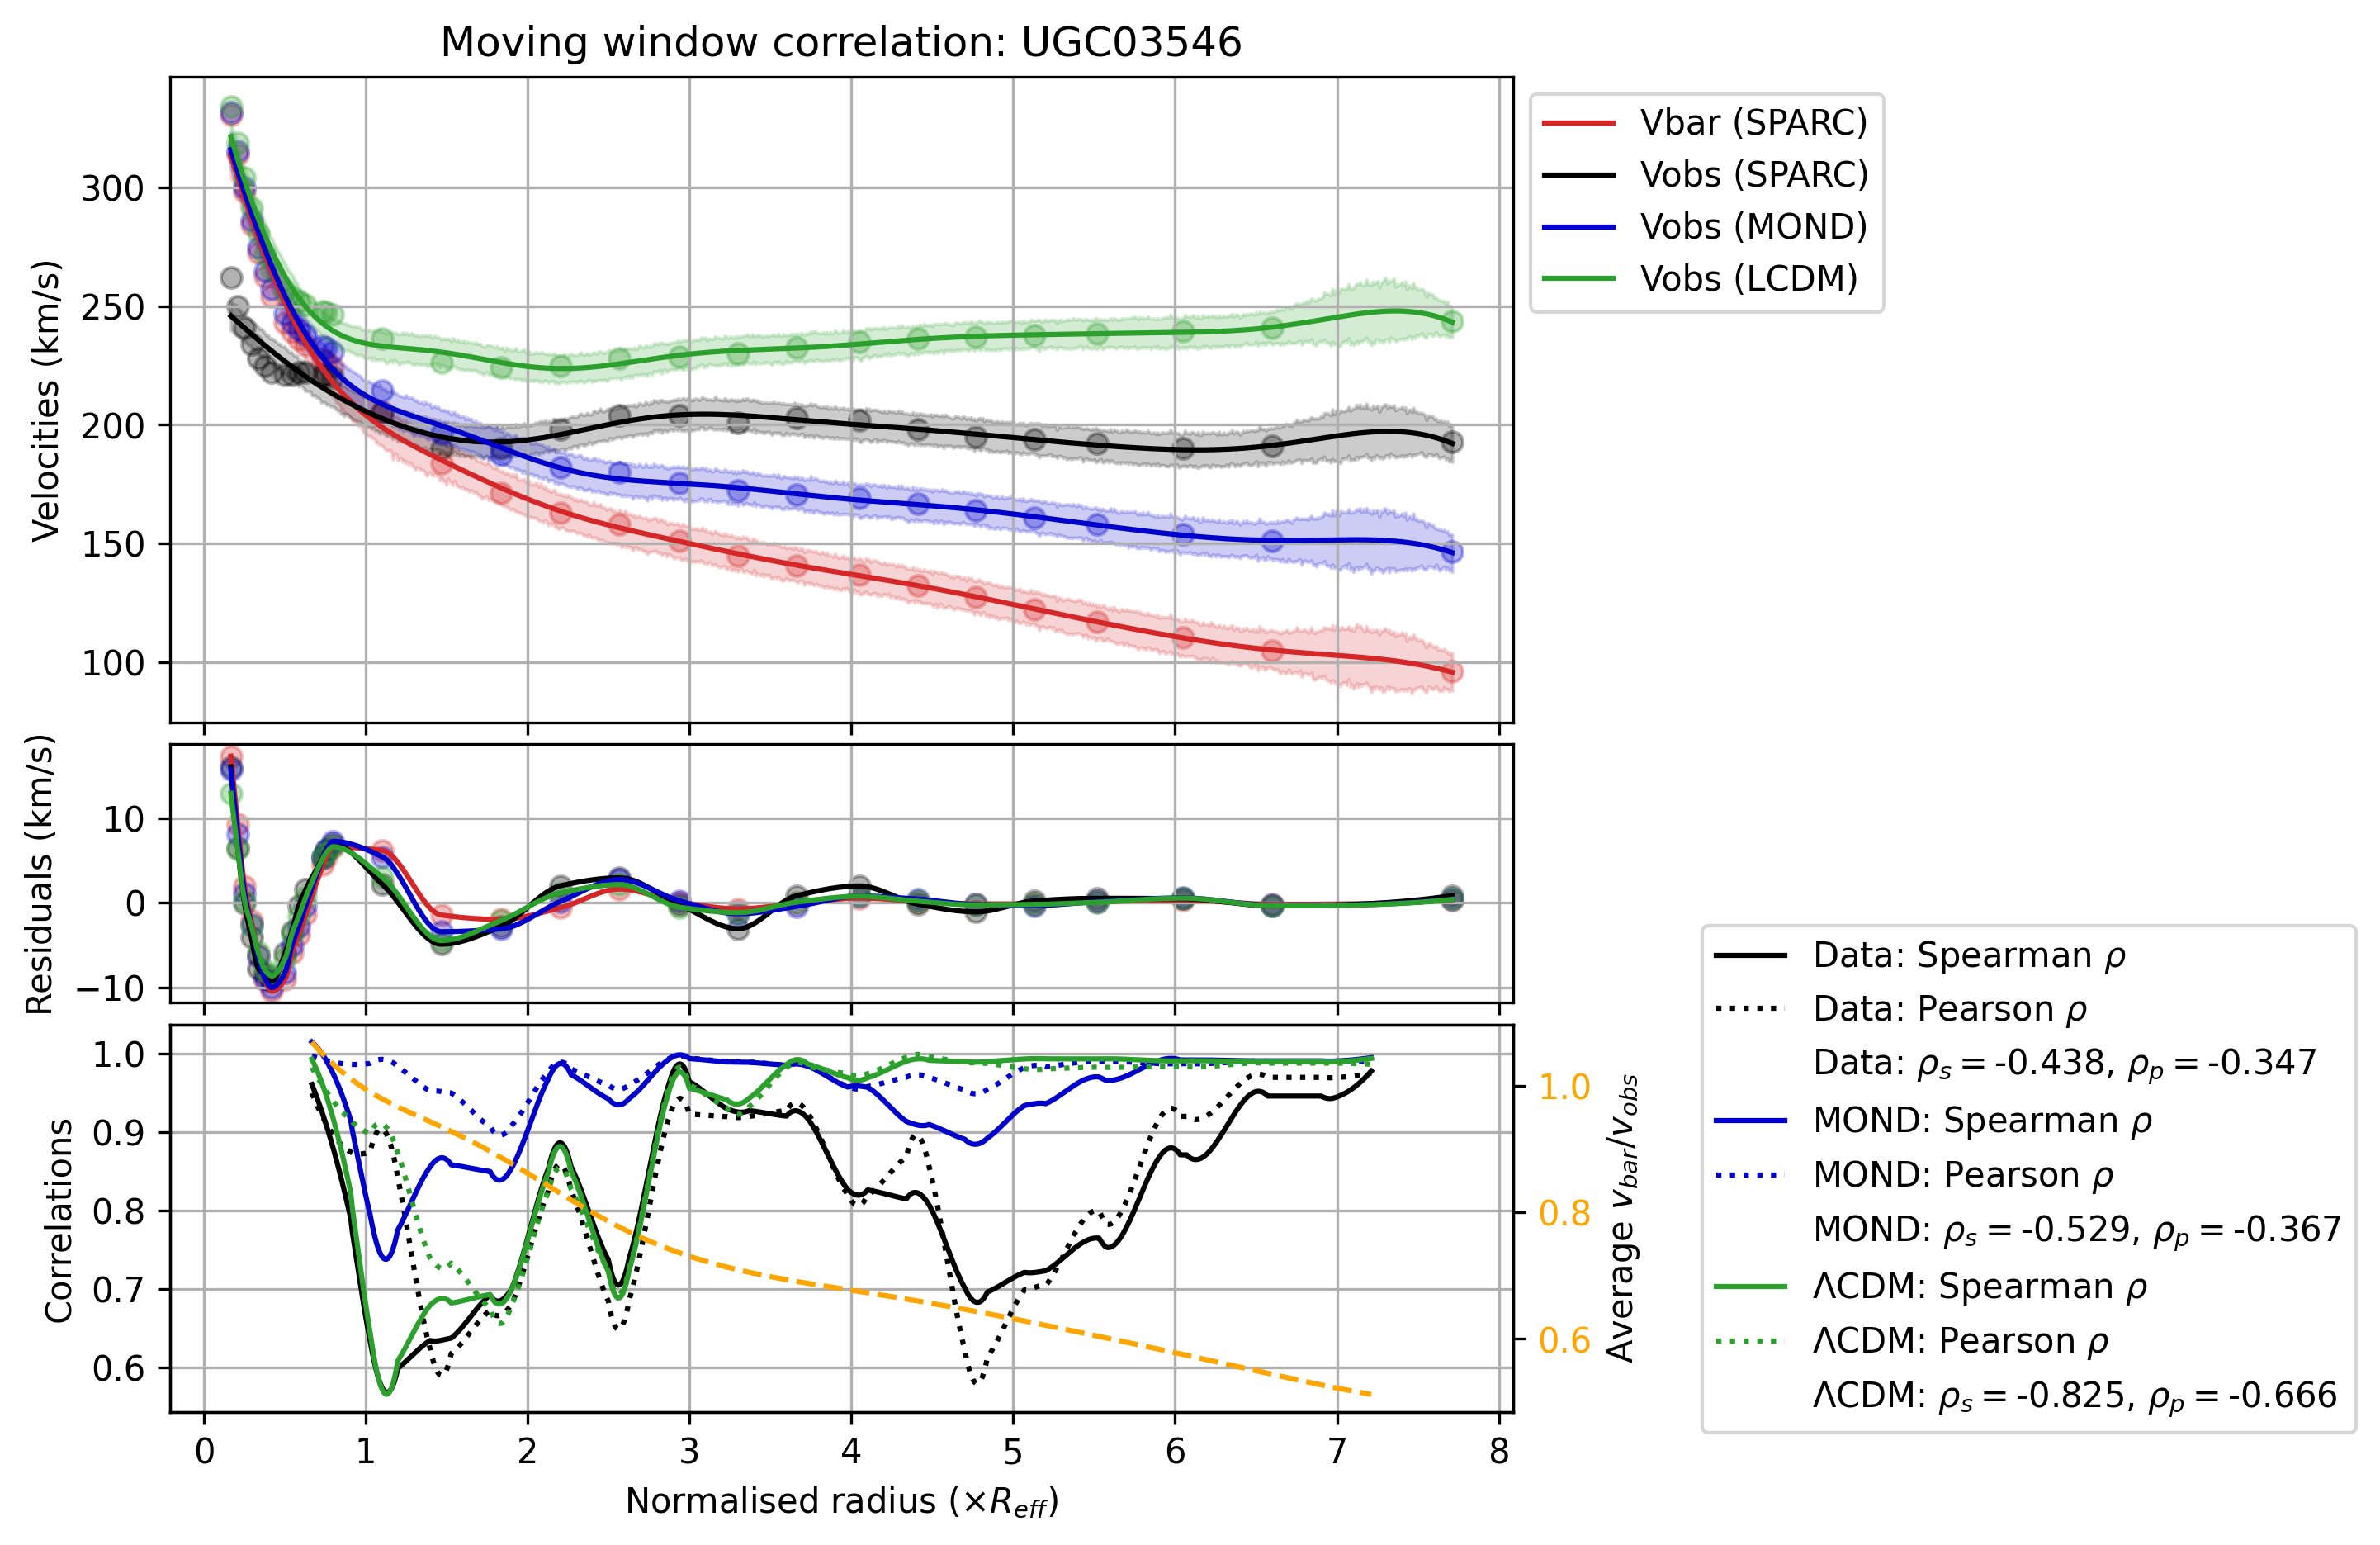 Moving window correlation: UGC03546
Velocities (km/s)
300
250
200
150
100
Vbar (SPARC)
Vobs (SPARC)
Vobs (MOND)
Vobs (LCDM)
Residuals (km/s)
10
0
−10
Correlations
1.0
0.9
0.8
0.7
0.6
1.0
0.8
0.6
Average v_bar/v_obs
0 1 2 3 4 5 6 7 8
Normalised radius (×R_eff)
Data: Spearman ρ
Data: Pearson ρ
Data: ρ_s = -0.438, ρ_p = -0.347
MOND: Spearman ρ
MOND: Pearson ρ
MOND: ρ_s = -0.529, ρ_p = -0.367
ΛCDM: Spearman ρ
ΛCDM: Pearson ρ
ΛCDM: ρ_s = -0.825, ρ_p = -0.666